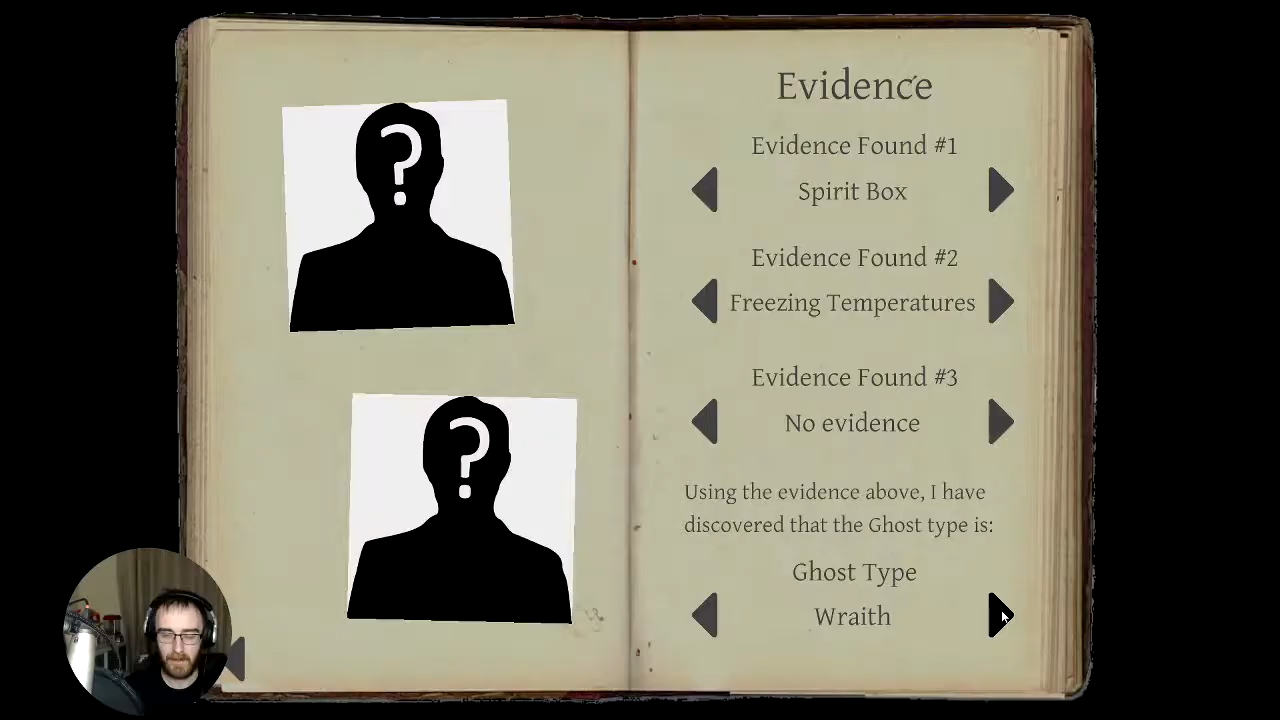 Evidence
Evidence Found #1
Spirit Box
Evidence Found #2
Freezing Temperatures
Evidence Found #3
No evidence
Using the evidence above, I have
discovered that the Ghost type is:
Ghost Type
Wraith